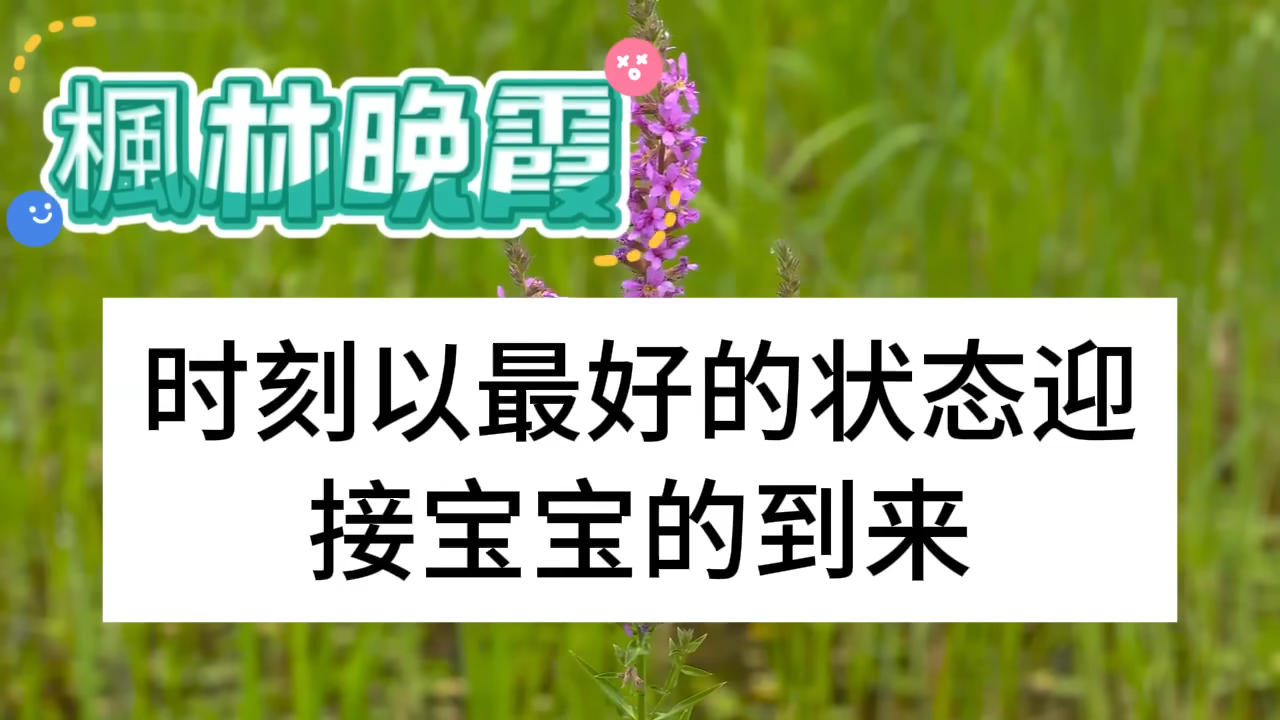 楓林晚霞
时刻以最好的状态迎
接宝宝的到来